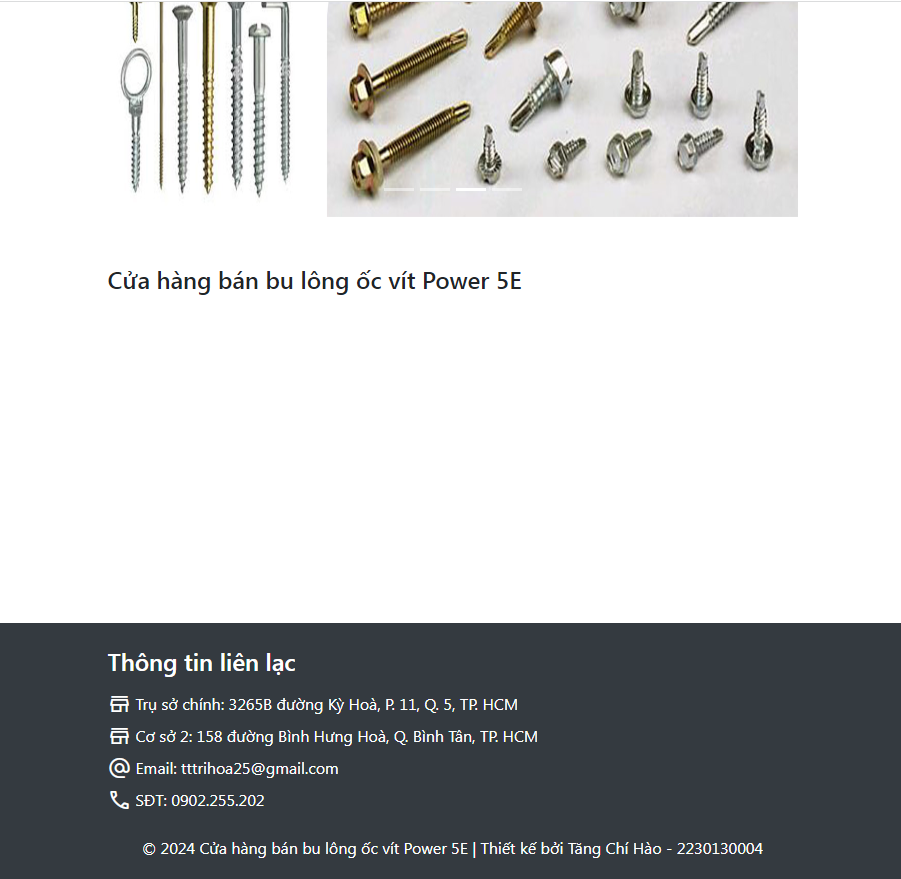 Cửa hàng bán bu lông ốc vít Power 5E
Thông tin liên lạc
Trụ sở chính: 3265B đường Kỳ Hoà, P. 11, Q. 5, TP. HCM
Cơ sở 2: 158 đường Bình Hưng Hoà, Q. Bình Tân, TP. HCM
Email: tttrihoa25@gmail.com
SĐT: 0902.255.202
© 2024 Cửa hàng bán bu lông ốc vít Power 5E | Thiết kế bởi Tăng Chí Hào - 2230130004